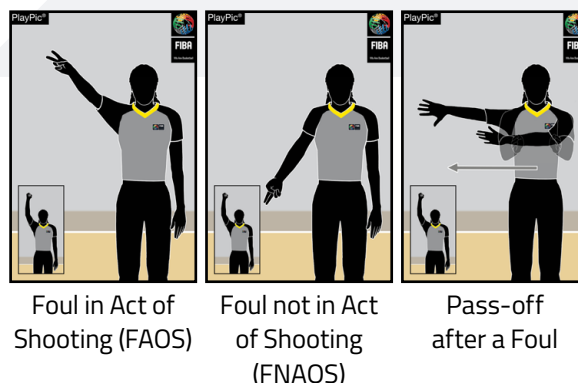 PlayPic®
FIBA
PlayPic®
FIBA
PlayPic®
FIBA
Foul in Act of
Shooting (FAOS)
Foul not in Act
of Shooting
(FNAOS)
Pass-off
after a Foul